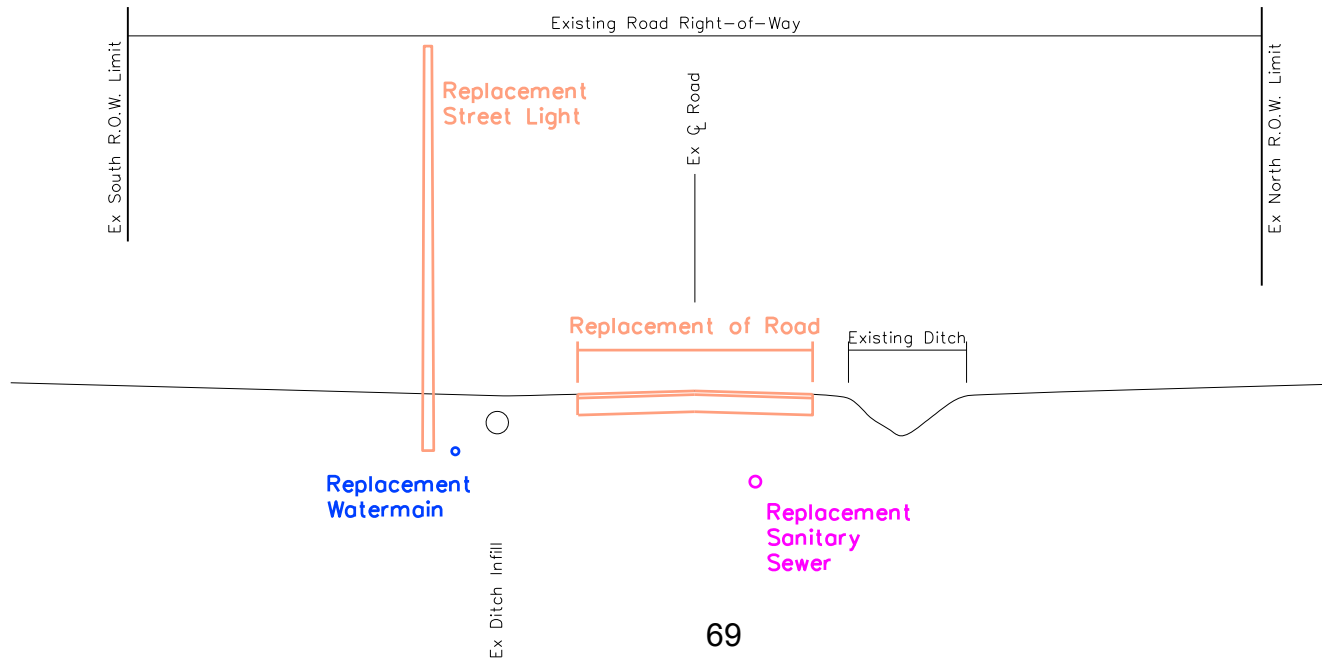 Existing Road Right-of-Way
Ex South R.O.W. Limit
Replacement
Street Light
Ex ℄ Road
Ex North R.O.W. Limit
Replacement of Road
Existing Ditch
Replacement
Watermain
Replacement
Sanitary
Sewer
Ex Ditch Infill
69